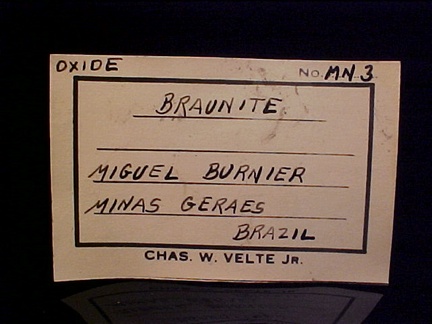 OXIDE No. MN 3
BRAUNITE
MIGUEL BURNIER
MINAS GERAES
BRAZIL
CHAS. W. VELTE JR.